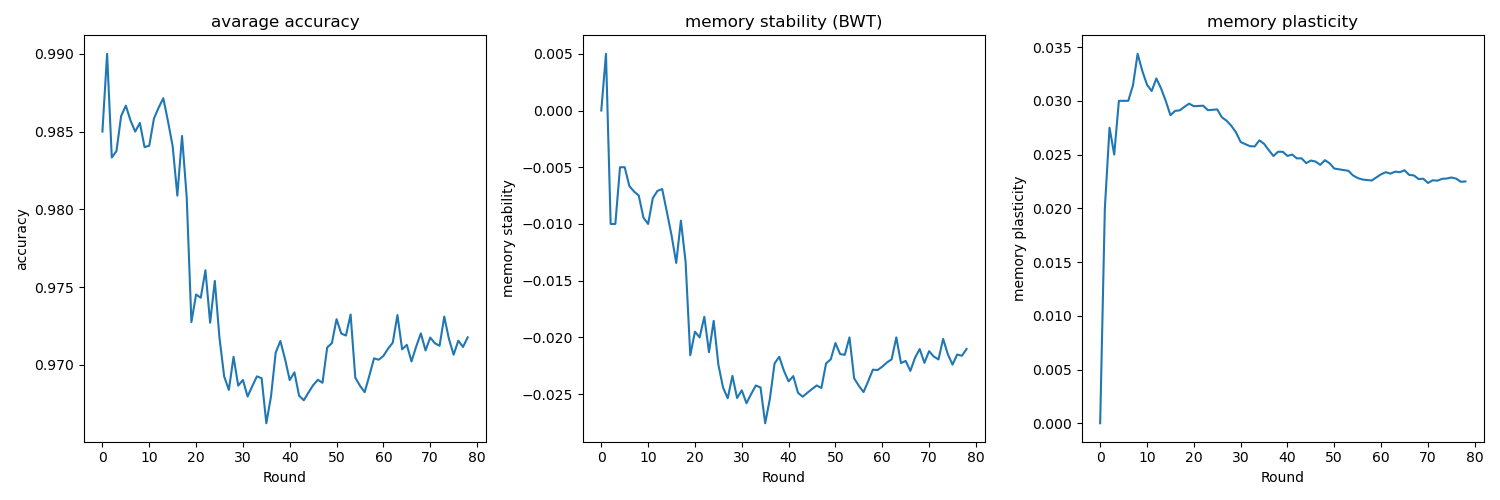 avarage accuracy
accuracy
0.990
0.985
0.980
0.975
0.970
0 10 20 30 40 50 60 70 80
Round
memory stability (BWT)
memory stability
0.005
0.000
−0.005
−0.010
−0.015
−0.020
−0.025
0 10 20 30 40 50 60 70 80
Round
memory plasticity
memory plasticity
0.035
0.030
0.025
0.020
0.015
0.010
0.005
0.000
0 10 20 30 40 50 60 70 80
Round